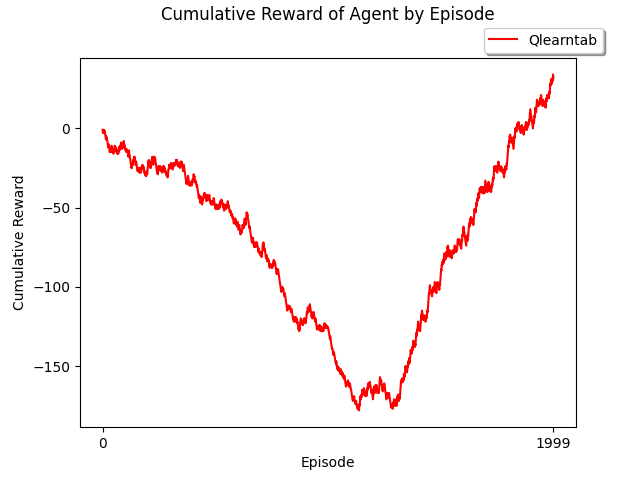 Cumulative Reward of Agent by Episode
Qlearntab
0
−50
−100
−150
Cumulative Reward
0
1999
Episode